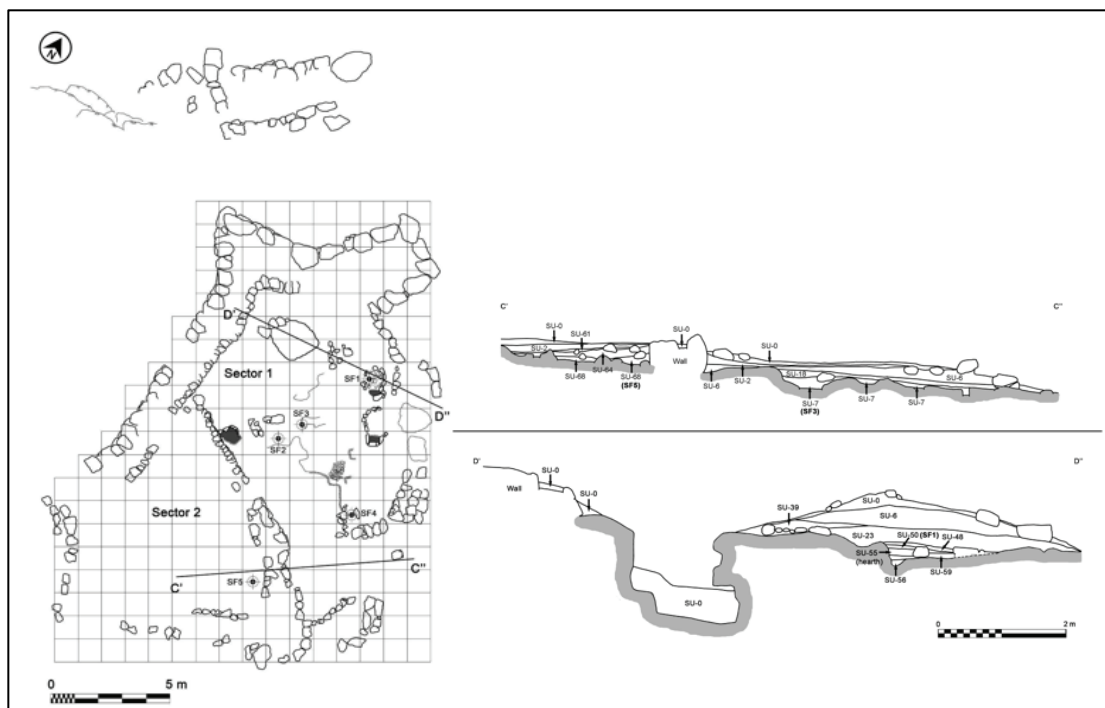 N
D'
Sector 1
SF1
D"
SF3
SF2
Sector 2
SF4
C"
C'
SF5
0 5 m
C' C"
SU-0 SU-61 SU-0 SU-0
SU-2 Wall SU-18 SU-6
SU-68 SU-64 SU-68 SU-6 SU-2 SU-7 SU-7 SU-7
(SF5) (SF3)
D' D"
SU-0
Wall SU-0 SU-0
SU-39 SU-6
SU-23 SU-50 (SF1) SU-48
SU-55
(hearth)
SU-56 SU-59
SU-0
0 2 m